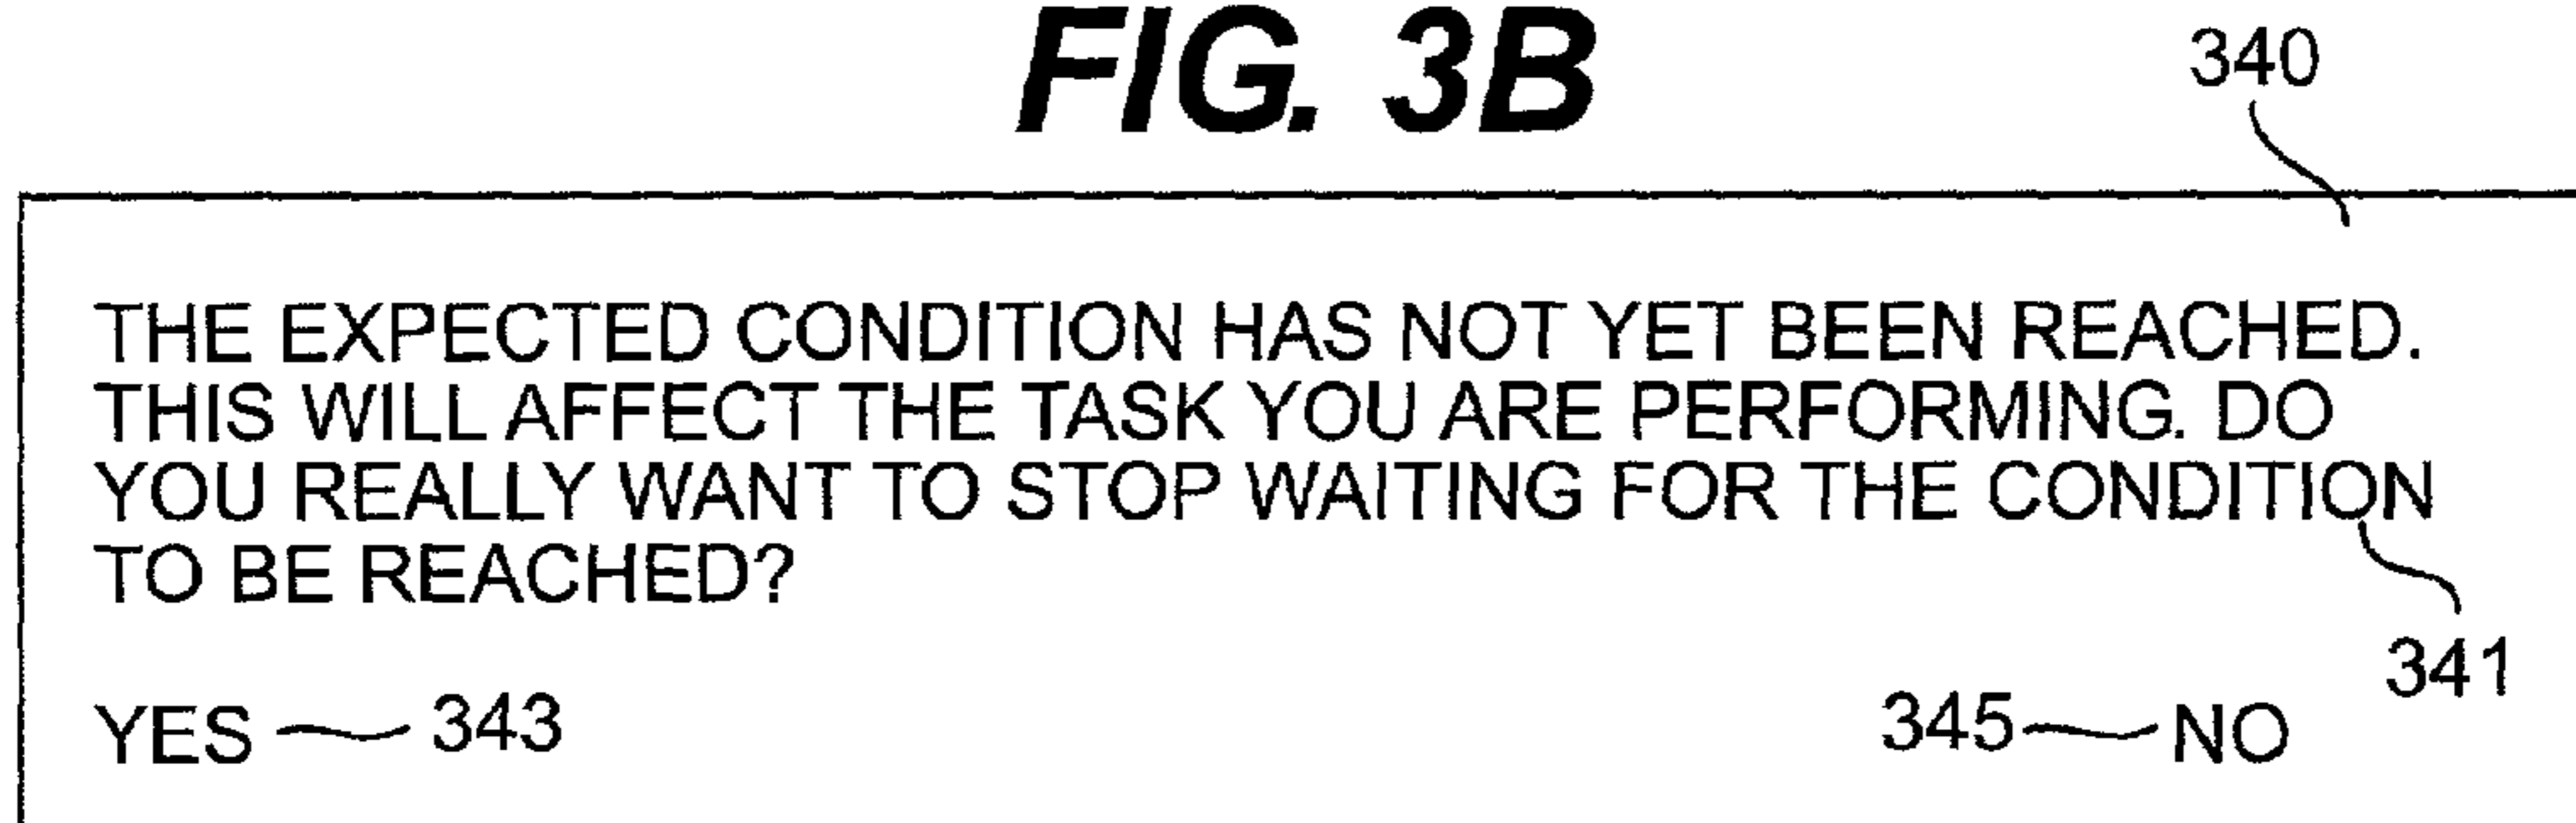 FIG. 3B
340
THE EXPECTED CONDITION HAS NOT YET BEEN REACHED.
THIS WILL AFFECT THE TASK YOU ARE PERFORMING. DO
YOU REALLY WANT TO STOP WAITING FOR THE CONDITION
TO BE REACHED?
341
YES 343 345 NO